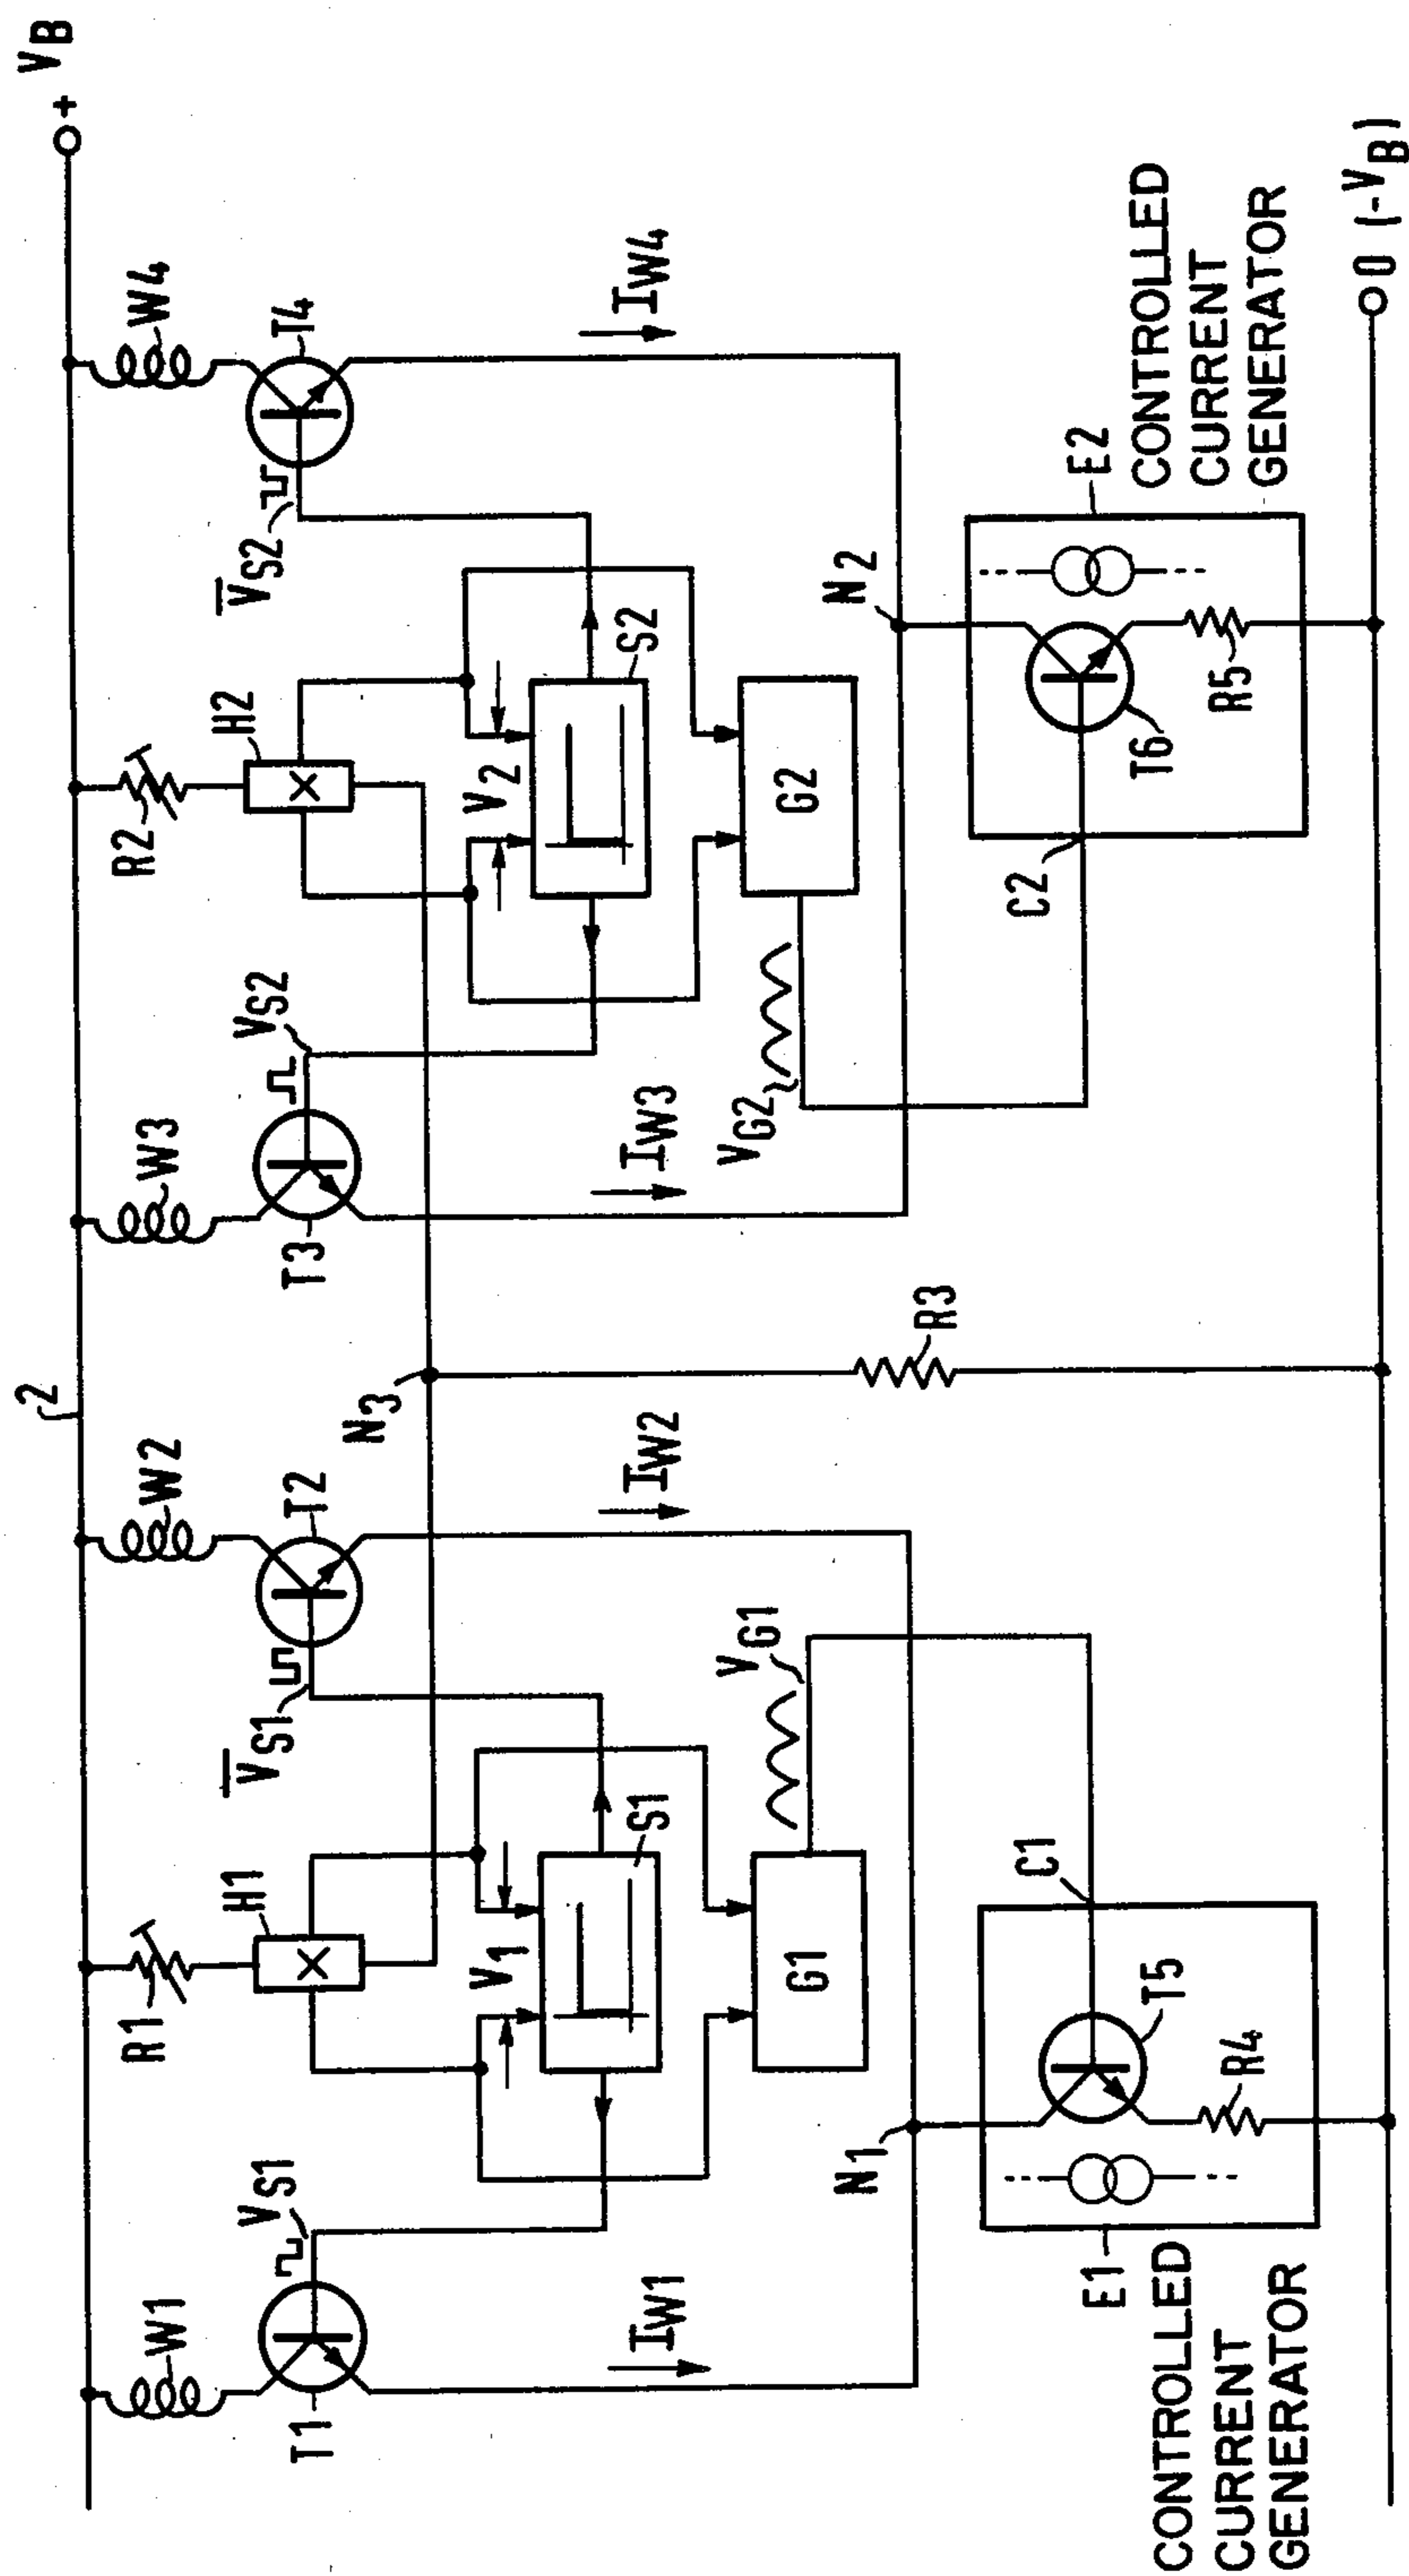 + VB
2
W1
W2
W3
W4
R1
R2
T1
VS1
H1
V̅S1
T2
T3
VS2
H2
V̅S2
T4
N3
V1
S1
V2
S2
IW1
IW2
IW3
IW4
G1
VG1
R3
VG2
G2
N1
N2
C1
T5
R4
E1
CONTROLLED
CURRENT
GENERATOR
C2
T6
R5
E2
CONTROLLED
CURRENT
GENERATOR
0 (-VB)